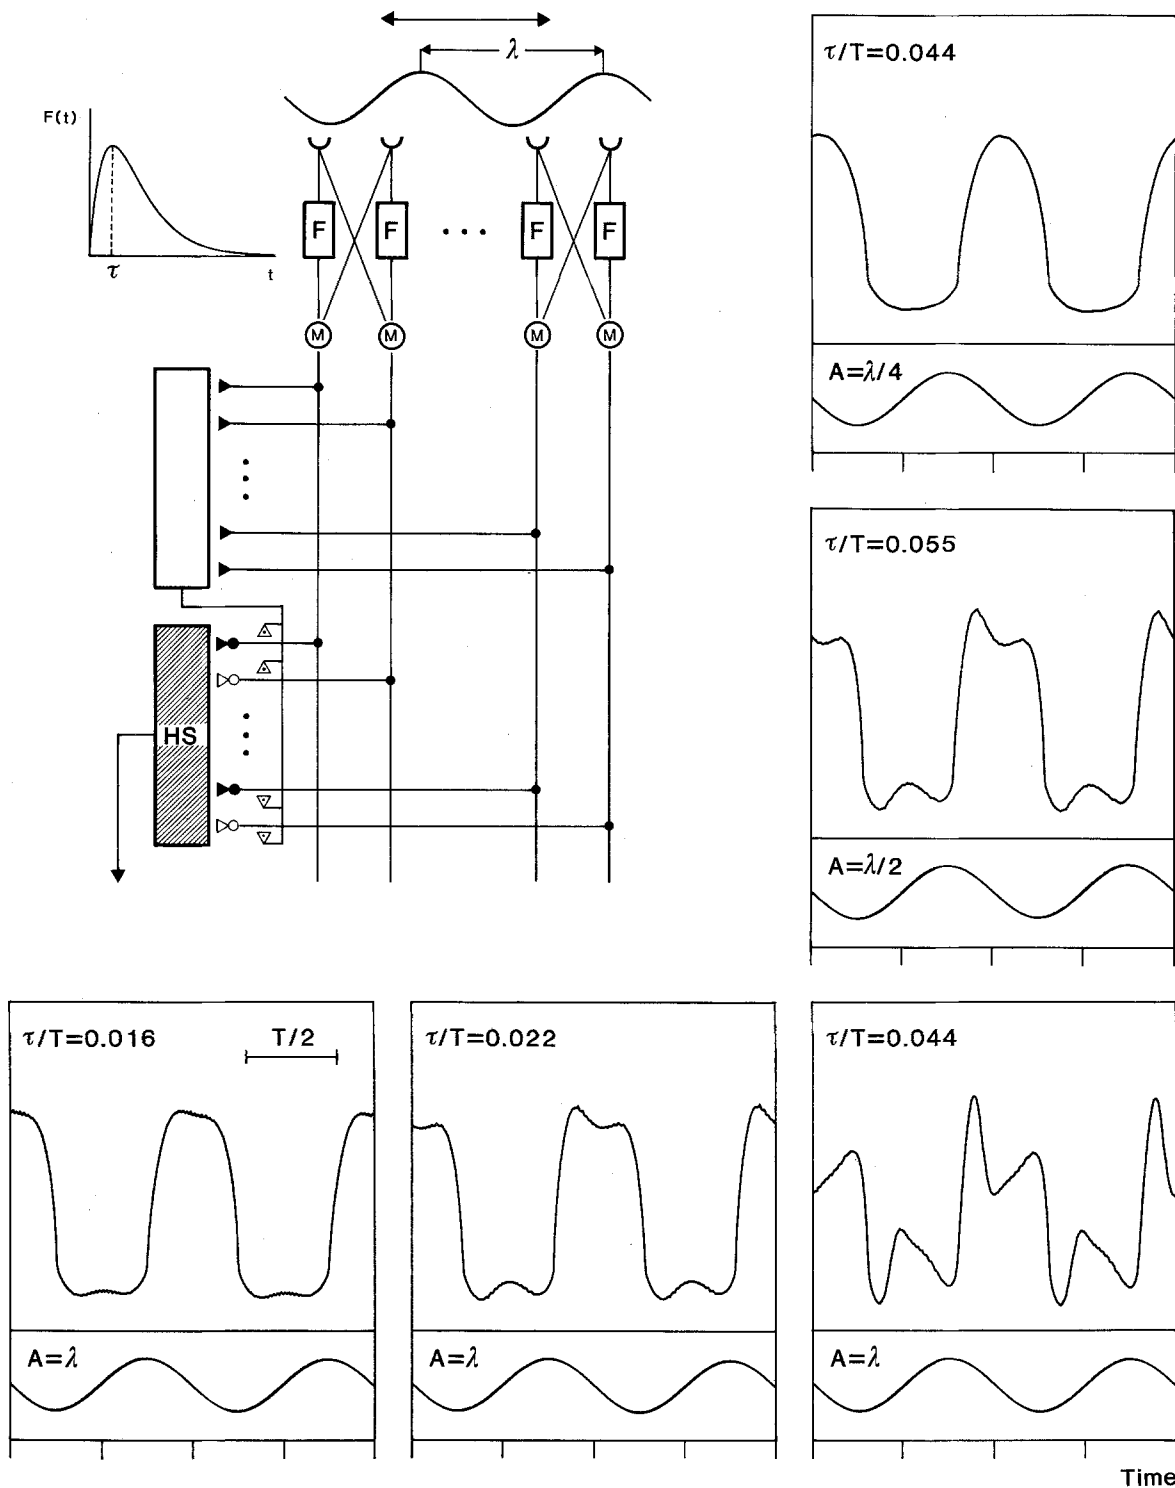 λ
F(t)
τ
t
F F F F
M M M M
HS
τ/T=0.044
A=λ/4
τ/T=0.055
A=λ/2
τ/T=0.016
T/2
A=λ
τ/T=0.022
A=λ
τ/T=0.044
A=λ
Time